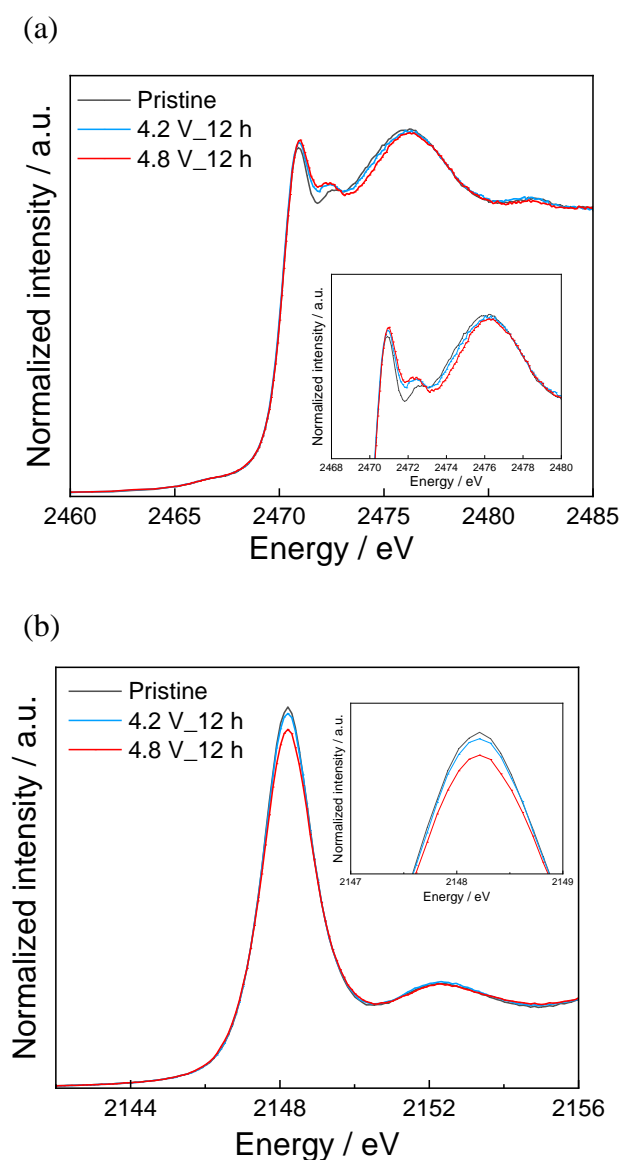 (a)
Pristine
4.2 V_12 h
4.8 V_12 h
Normalized intensity / a.u.
Normalized intensity / a.u.
2468 2470 2472 2474 2476 2478 2480
Energy / eV
2460 2465 2470 2475 2480 2485
Energy / eV
(b)
Pristine
4.2 V_12 h
4.8 V_12 h
Normalized intensity / a.u.
Normalized intensity / a.u.
2147 2148 2149
Energy / eV
2144 2148 2152 2156
Energy / eV